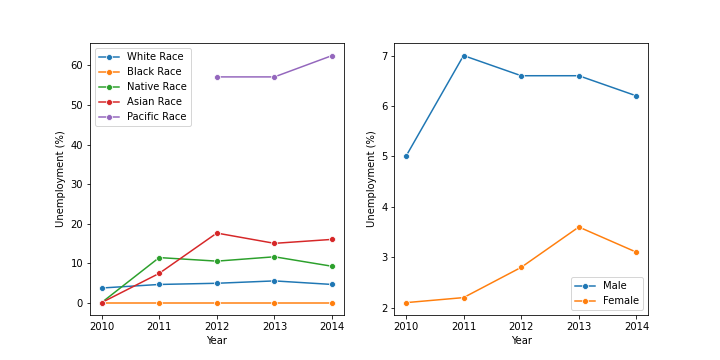 White Race
Black Race
Native Race
Asian Race
Pacific Race
60
50
40
30
20
10
0
Unemployment (%)
2010 2011 2012 2013 2014
Year
7
6
5
4
3
2
Unemployment (%)
Male
Female
2010 2011 2012 2013 2014
Year